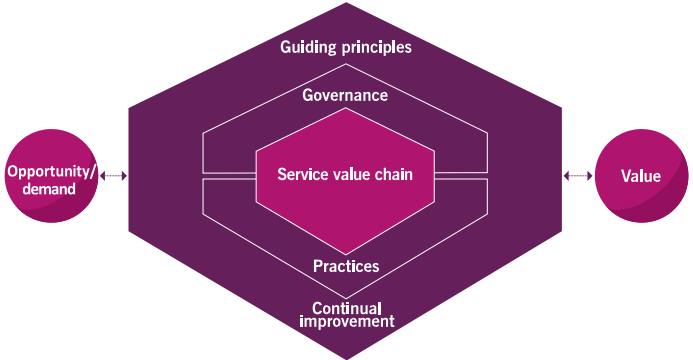 Guiding principles
Governance
Opportunity/
demand
Service value chain
Value
Practices
Continual
improvement